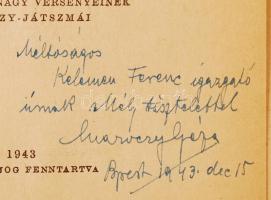 NAGY VERSENYEINEK
ZY-JÁTSZMÁI
Méltóságos
Kelemen Ferenc igazgató
úrnak mély tisztelettel
Maróczy Géza
1943
Bpest 1943. dec 15
JOG FENNTARTVA